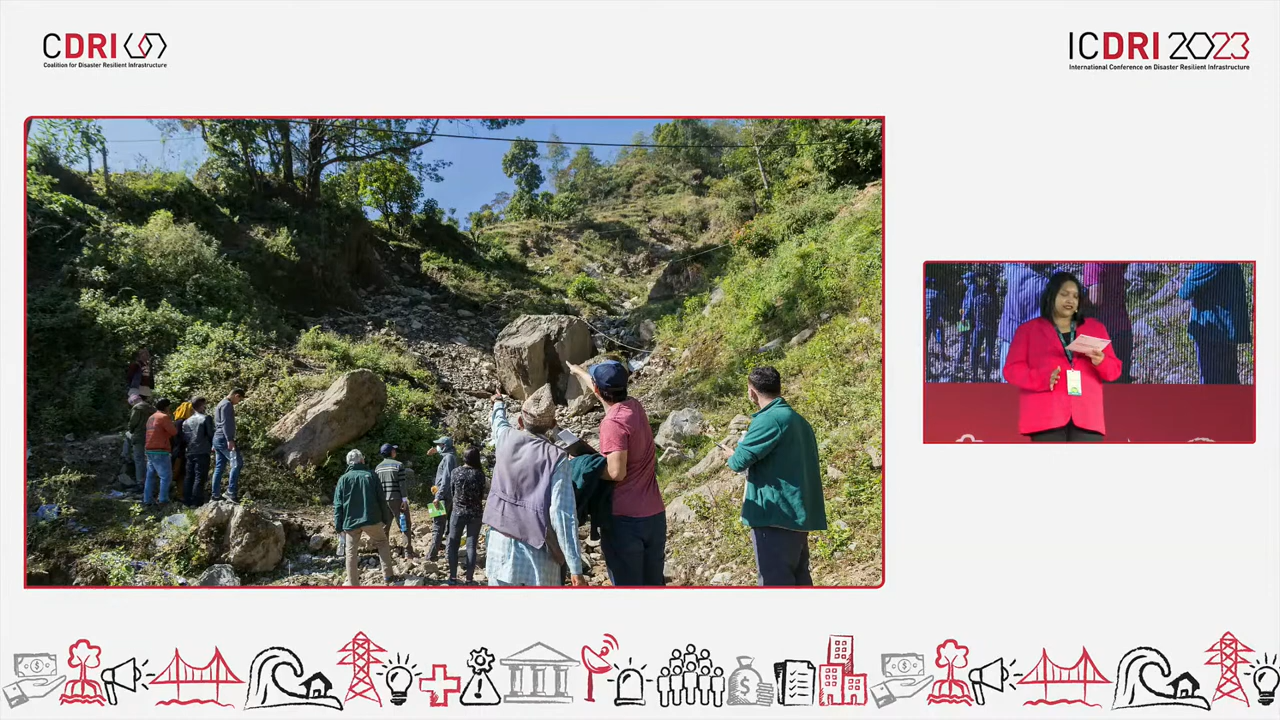 CDRI
Coalition for Disaster Resilient Infrastructure
ICDRI 2023
International Conference on Disaster Resilient Infrastructure